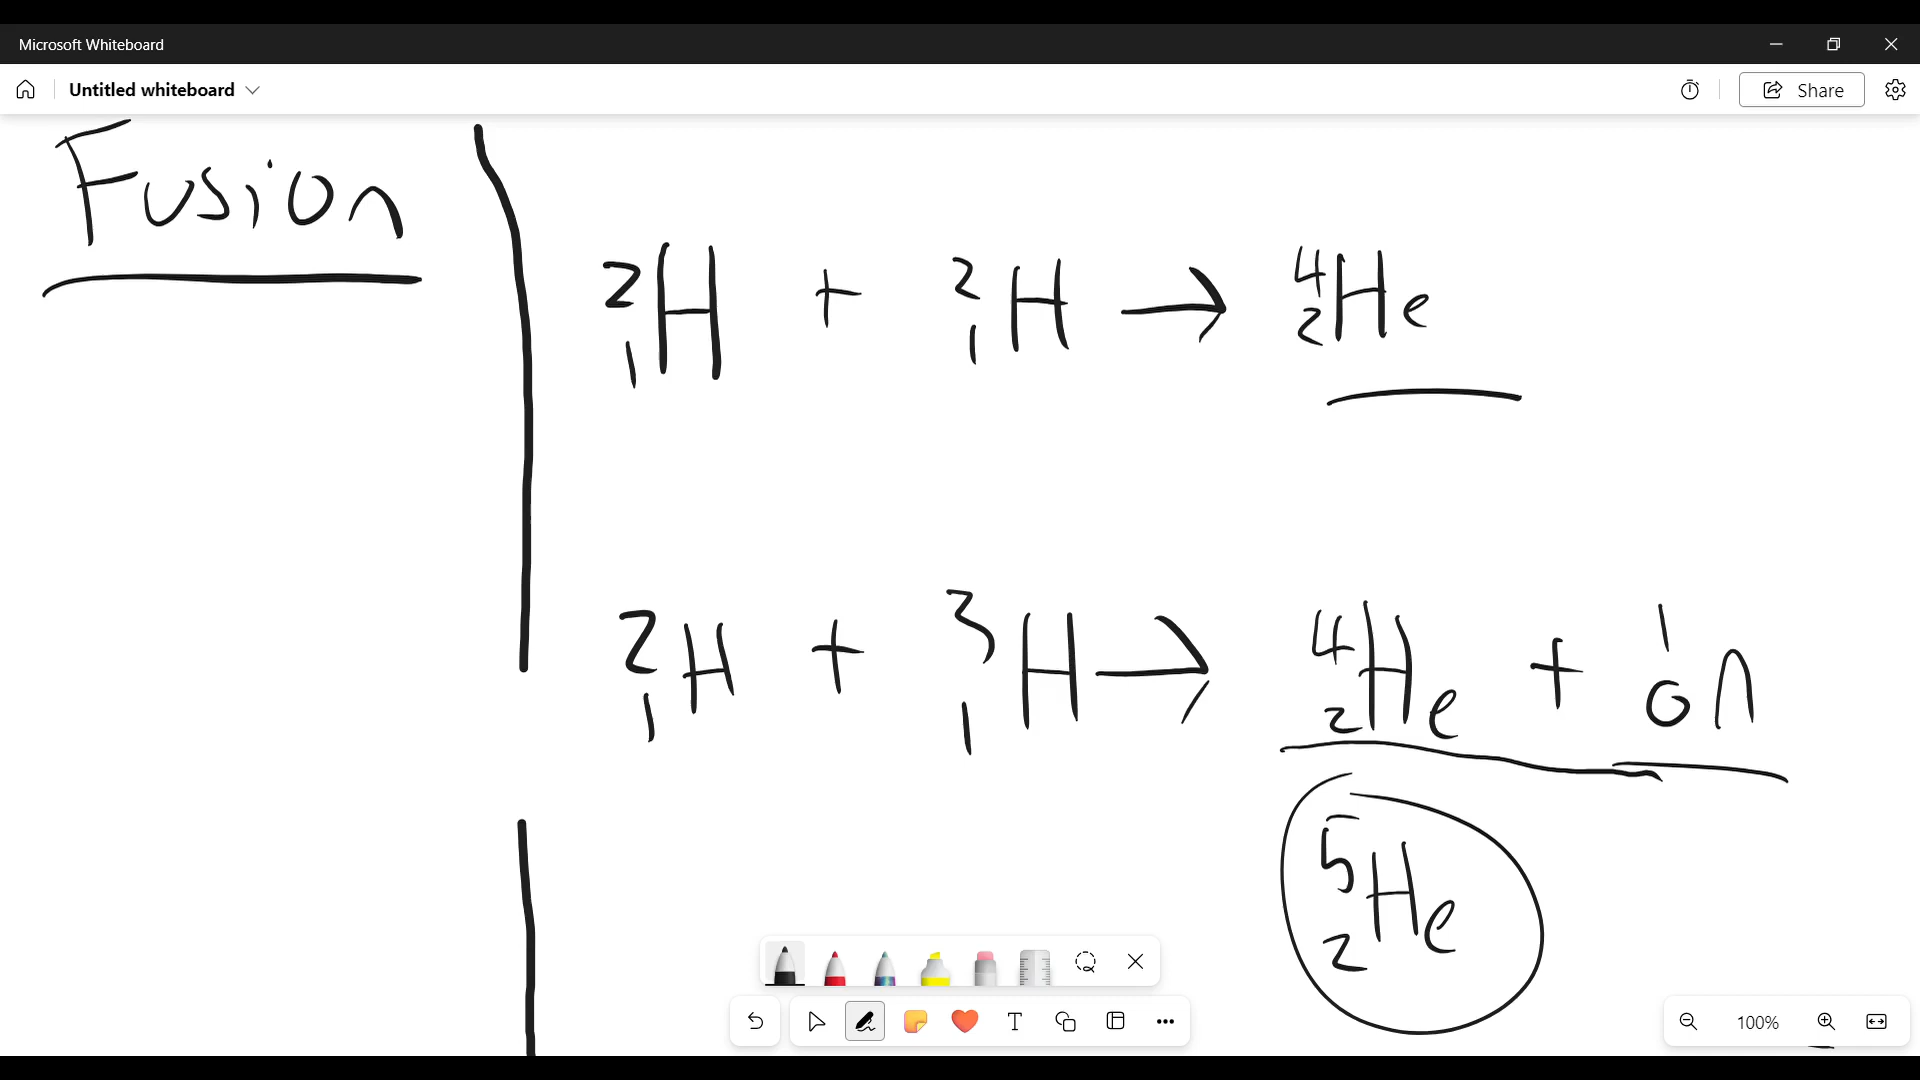 Microsoft Whiteboard
Untitled whiteboard
Share
Fusion
²₁H + ²₁H → ⁴₂He
²₁H + ³₁H → ⁴₂He + ¹₀n
⁵₂He
T
100%